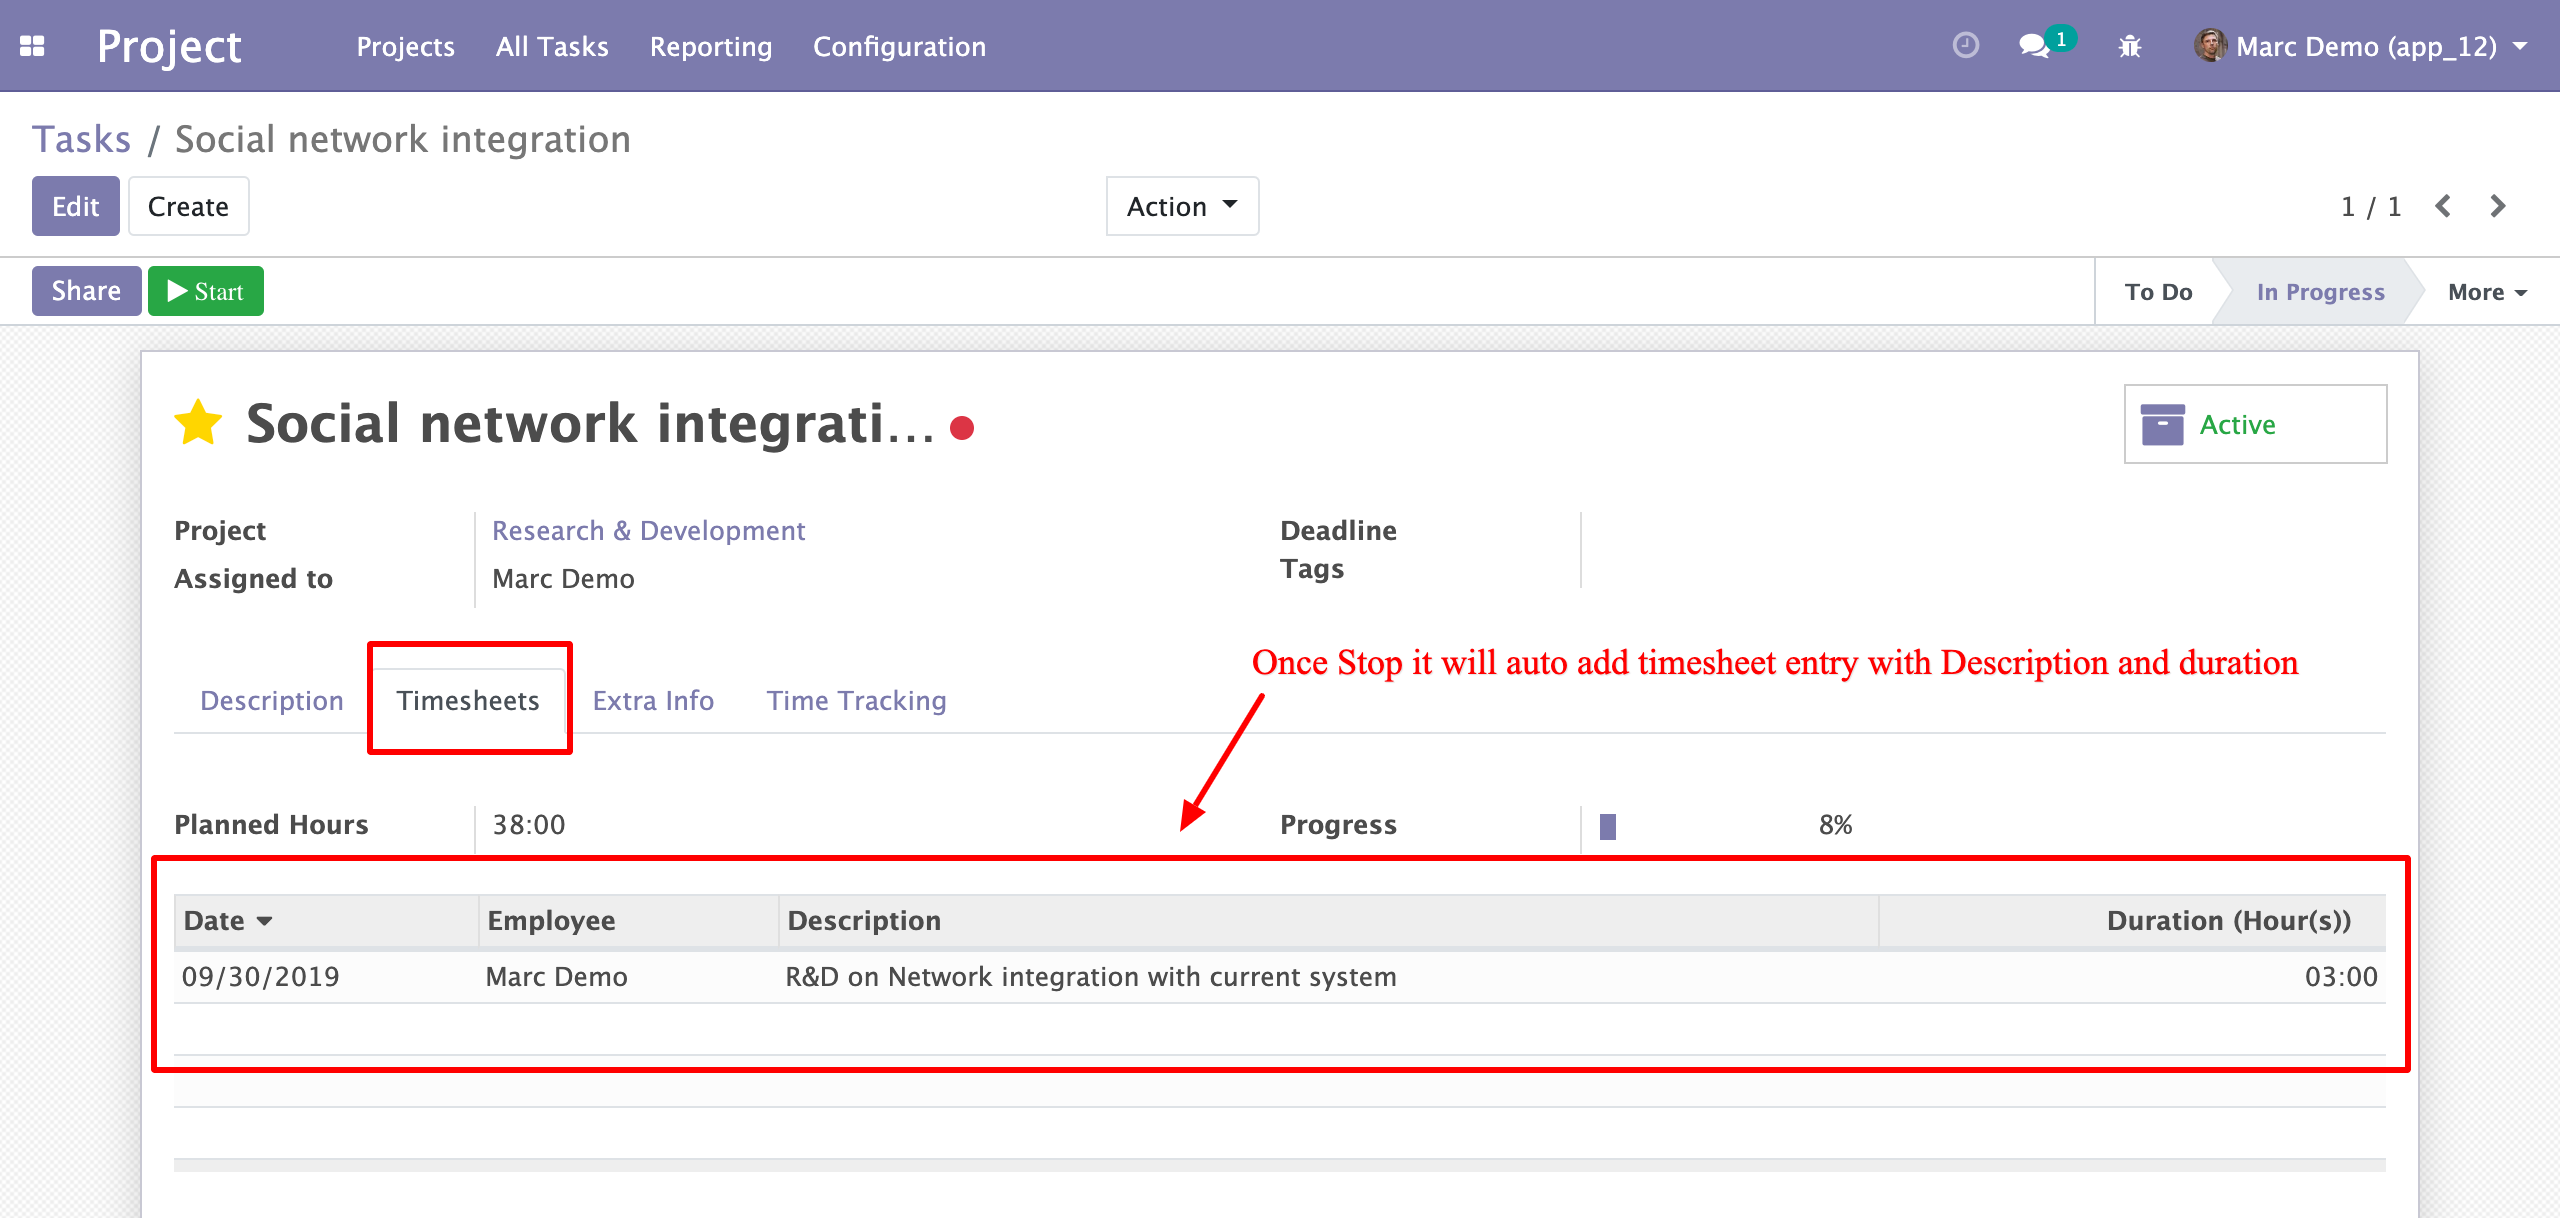 Project Projects All Tasks Reporting Configuration 1 Marc Demo (app_12)
Tasks / Social network integration
Edit Create Action 1 / 1
Share Start To Do In Progress More
Social network integrati... Active
Project Research & Development Deadline
Assigned to Marc Demo Tags
Once Stop it will auto add timesheet entry with Description and duration
Description Timesheets Extra Info Time Tracking
Planned Hours 38:00 Progress 8%
Date Employee Description Duration (Hour(s))
09/30/2019 Marc Demo R&D on Network integration with current system 03:00